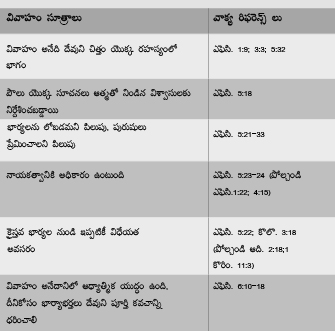 వివాహం సూత్రాలు
వాక్య రిఫరెన్స్ లు
వివాహం అనేది దేవుని చిత్తం యొక్క రహస్యంలో
భాగం
ఎఫెసి. 1:9; 3:3; 5:32
పౌలు యొక్క సూచనలు ఆత్మతో నిండిన విశ్వాసులకు
నిర్దేశించబడ్డాయి
ఎఫెసి. 5:18
భార్యలను లోబడమని పిలుపు, పురుషులు
ప్రేమించాలని పిలుపు
ఎఫెసి. 5:21–33
నాయకత్వానికి అధికారం ఉంటుంది
ఎఫెసి. 5:23–24 (పోల్చండి
ఎఫెసి.1:22; 4:15)
క్రైస్తవ భార్యల నుండి ఇప్పటికీ విధేయత
అవసరం
ఎఫెసి. 5:22; కొలొ. 3:18
(పోల్చండి ఆది. 2:18;1
కొరిం. 11:3)
వివాహం అనేదానిలో ఆధ్యాత్మిక యుద్ధం ఉంది,
దీనికోసం భార్యాభర్తలు దేవుని పూర్తి కవచాన్ని
ధరించాలి
ఎఫెసి. 6:10–18